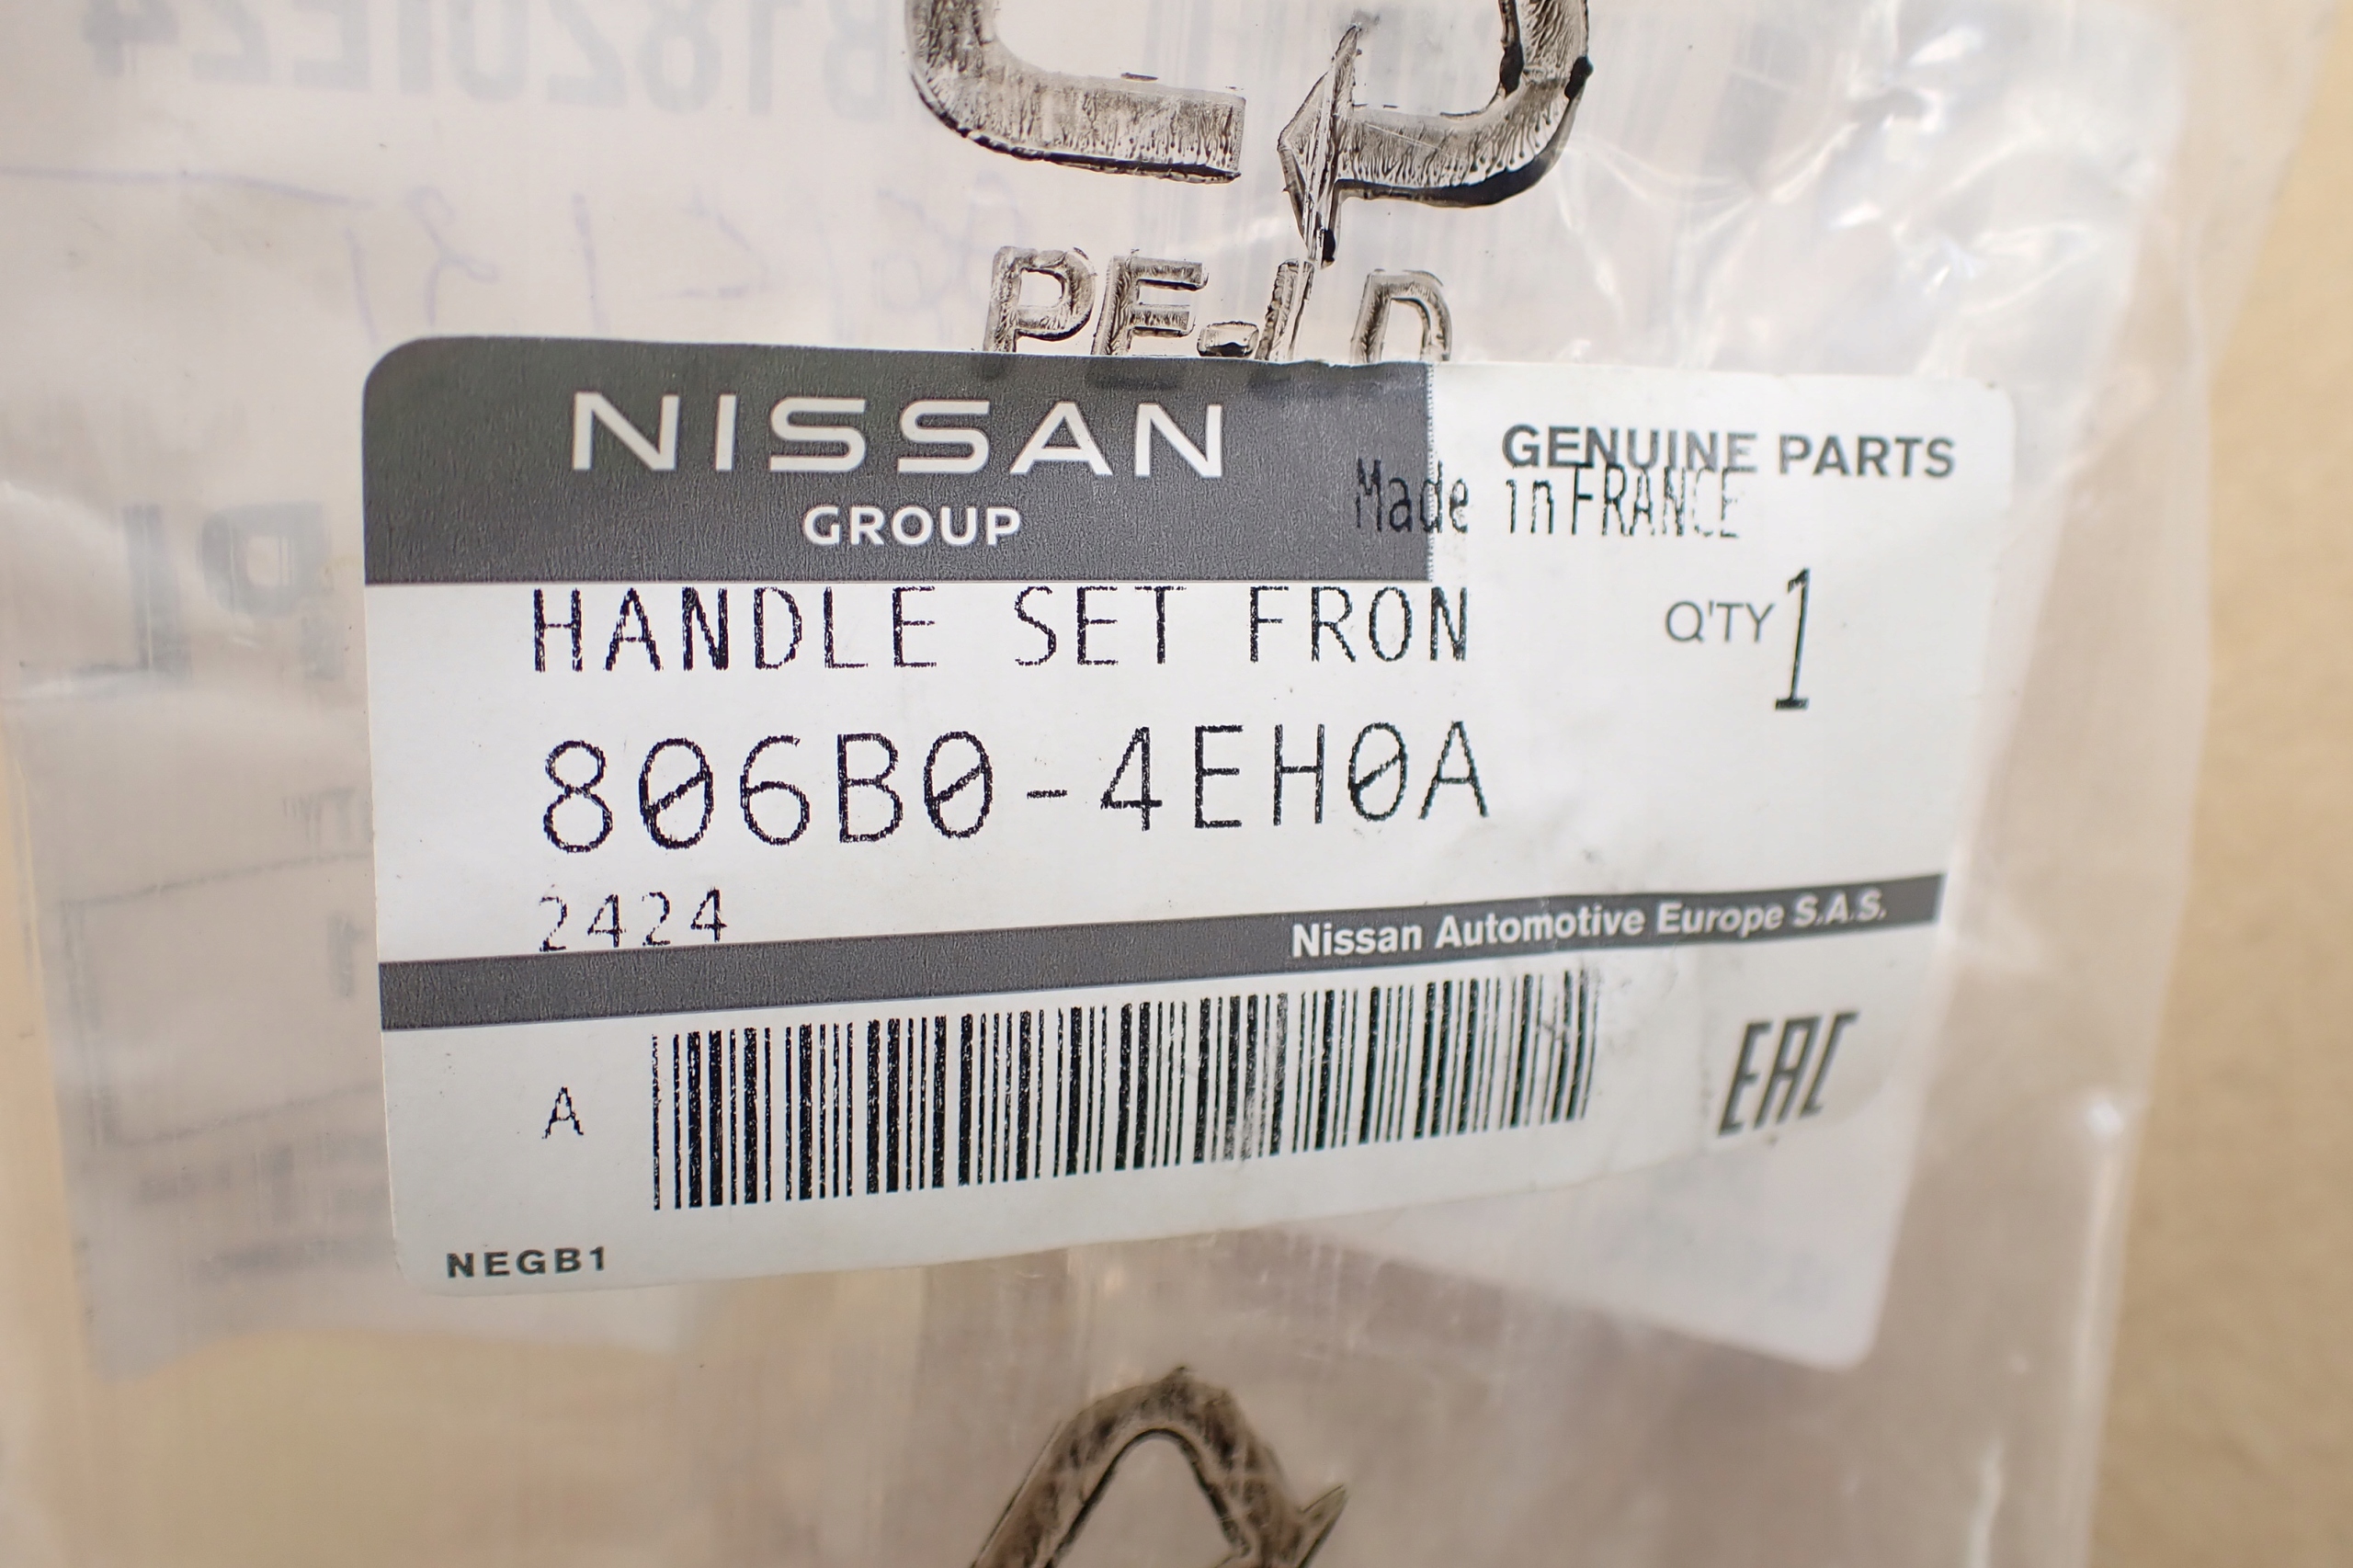 PE-LD
NISSAN
GROUP
GENUINE PARTS
Made in FRANCE
HANDLE SET FRON
Q'TY 1
806B0-4EH0A
2424
Nissan Automotive Europe S.A.S.
A
EAC
NEGB1